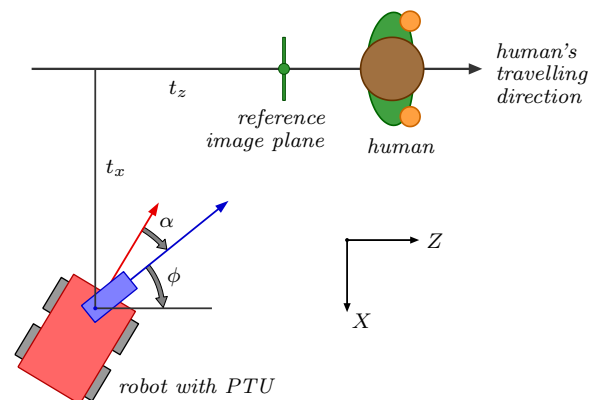 human's
travelling
direction
t_z
reference
image plane
human
t_x
α
ϕ
Z
X
robot with PTU